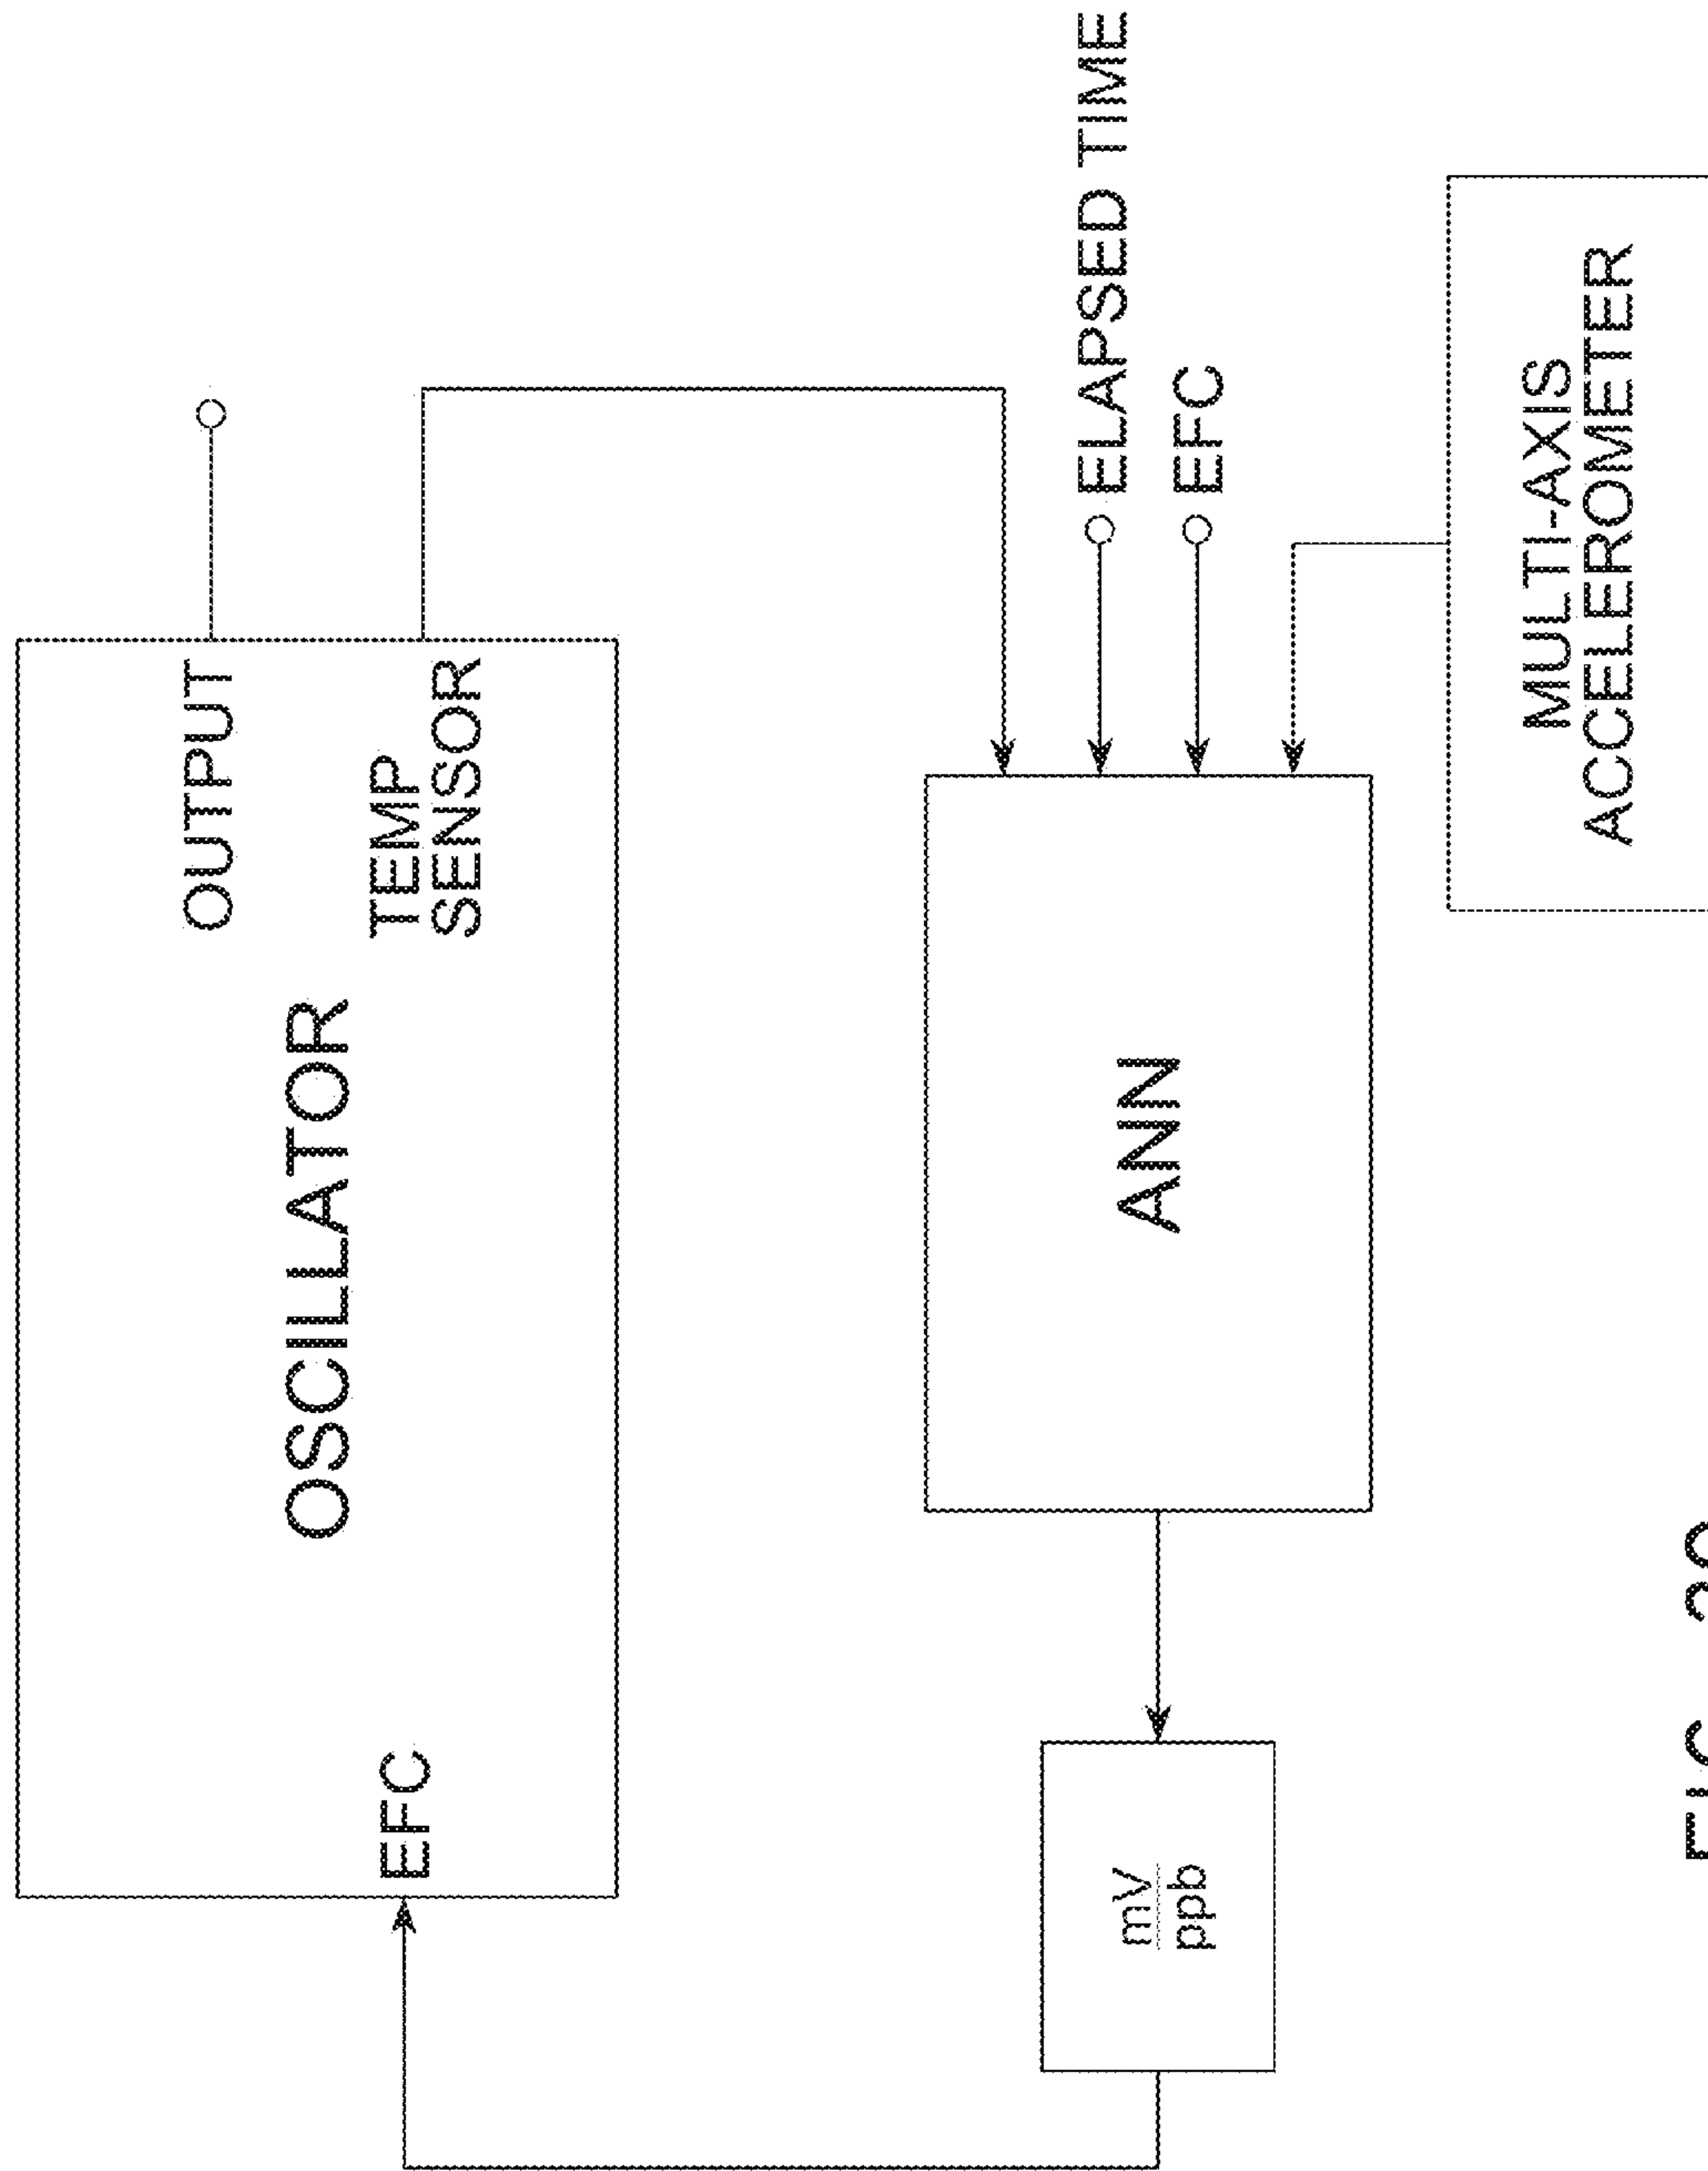 OSCILLATOR
OUTPUT
TEMP
SENSOR
EFC
ELAPSED TIME
EFC
ANN
mV
ppb
MULTI-AXIS
ACCELEROMETER